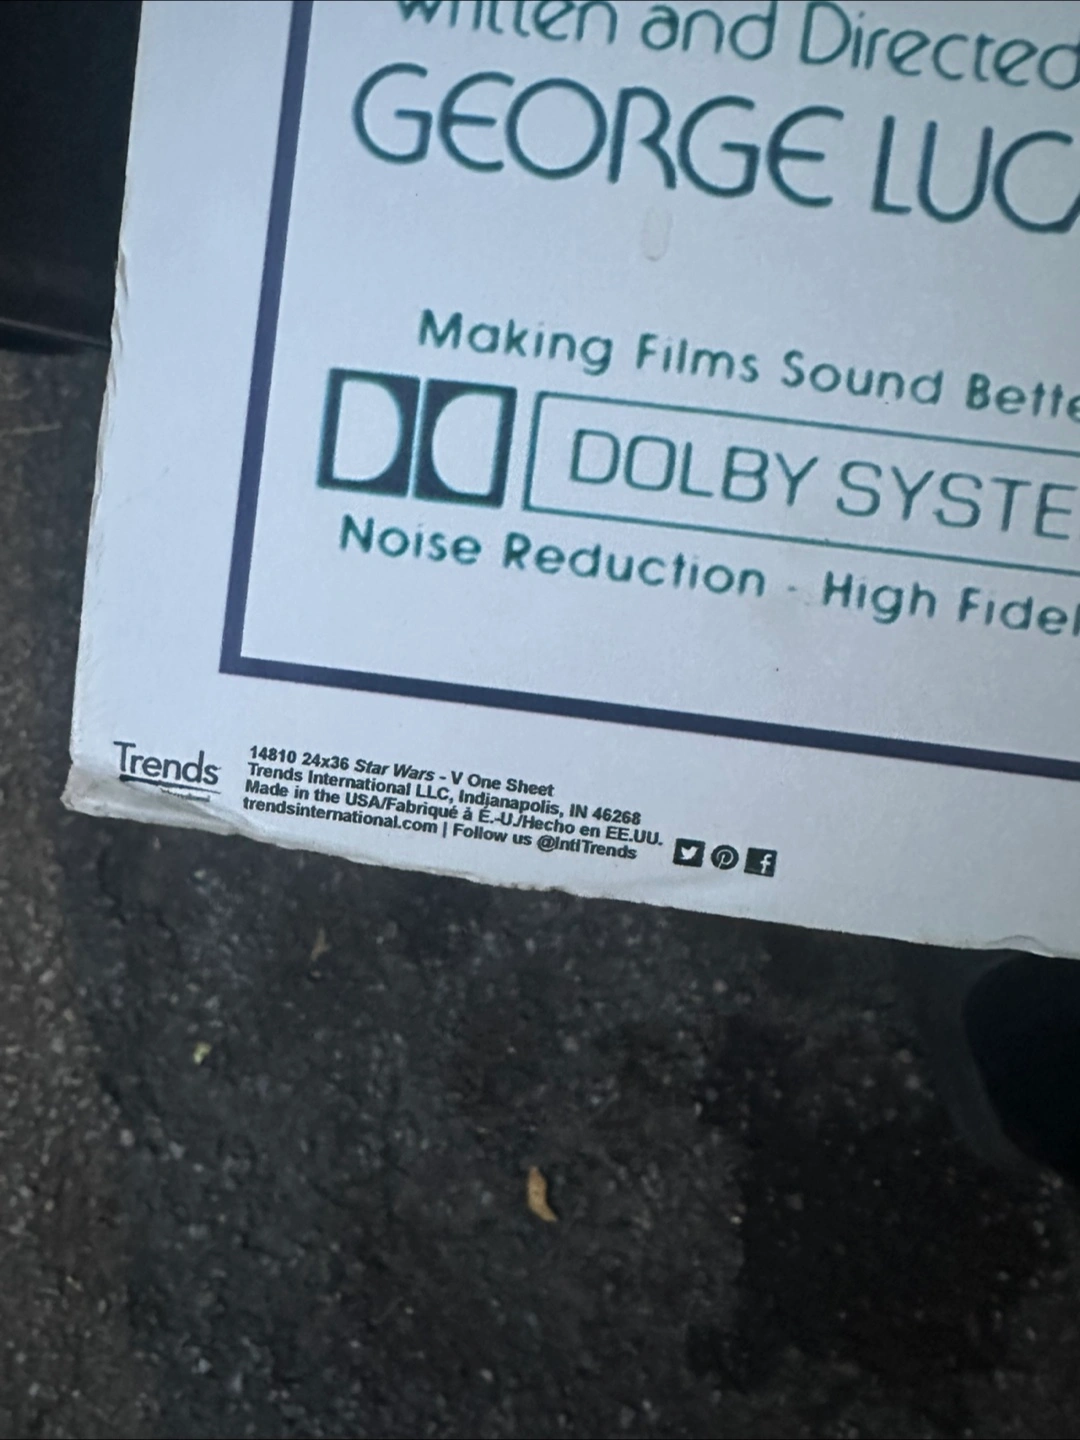 Written and Directed
GEORGE LUCA
Making Films Sound Bette
DOLBY SYSTE
Noise Reduction - High Fidel
Trends
14810 24x36 Star Wars - V One Sheet
Trends International LLC, Indianapolis, IN 46268
Made in the USA/Fabriqué à É.-U./Hecho en EE.UU.
trendsinternational.com | Follow us @IntlTrends